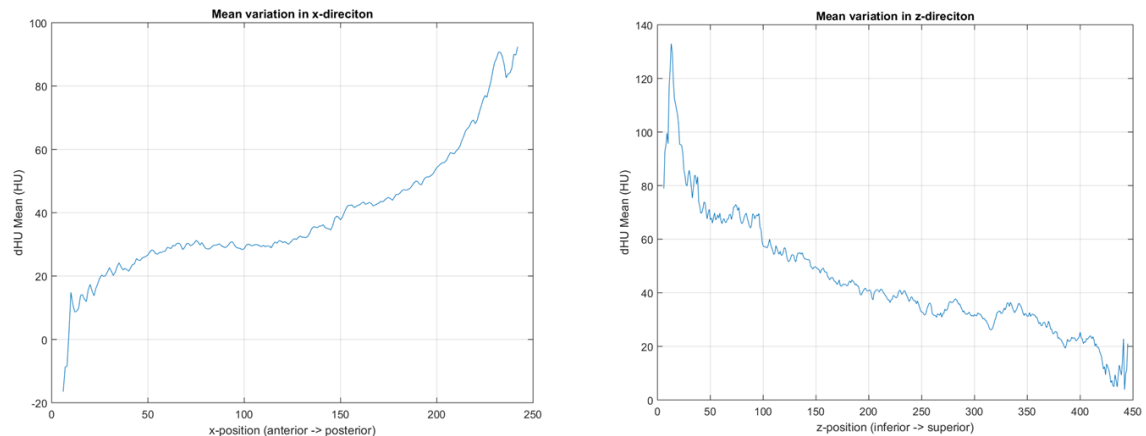 Mean variation in x-direciton
100
80
60
40
20
0
-20
dHU Mean (HU)
0 50 100 150 200 250
x-position (anterior -> posterior)
Mean variation in z-direciton
140
120
100
80
60
40
20
0
dHU Mean (HU)
0 50 100 150 200 250 300 350 400 450
z-position (inferior -> superior)